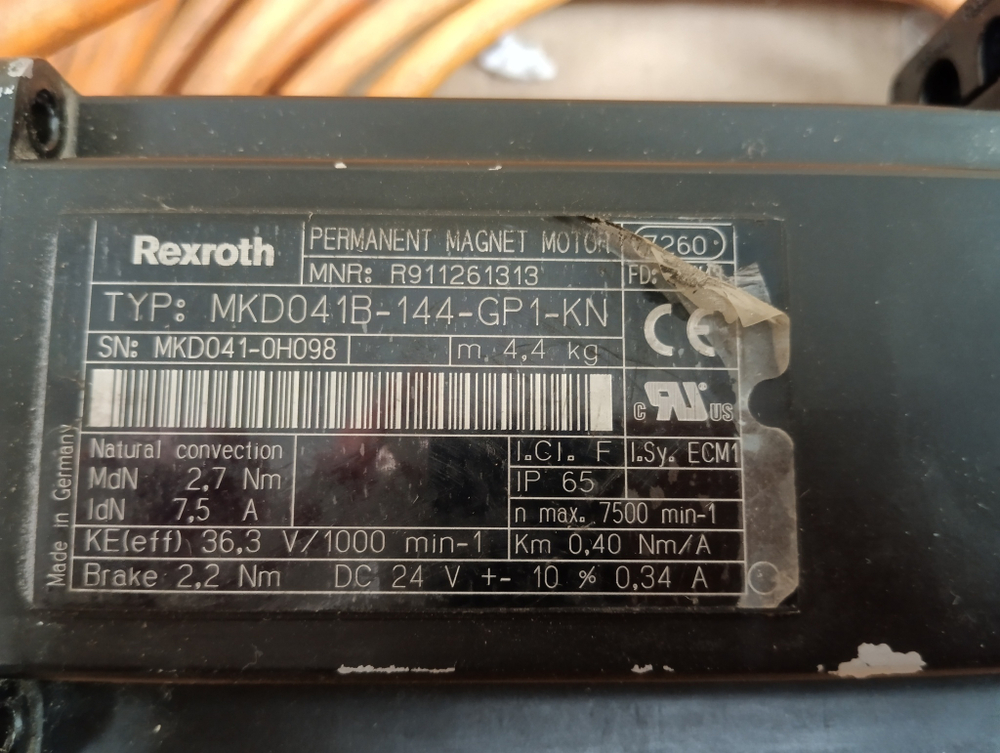 Rexroth
PERMANENT MAGNET MOTOR
MNR: R911261313
FD:
TYP: MKD041B-144-GP1-KN
CE
SN: MKD041-0H098
m. 4,4 kg
c RU US
Natural convection
I.Cl. F
I.Sy. ECM1
MdN 2,7 Nm
IP 65
IdN 7,5 A
n max. 7500 min-1
KE(eff) 36,3 V/1000 min-1
Km 0,40 Nm/A
Brake 2,2 Nm DC 24 V +- 10 % 0,34 A
Made in Germany